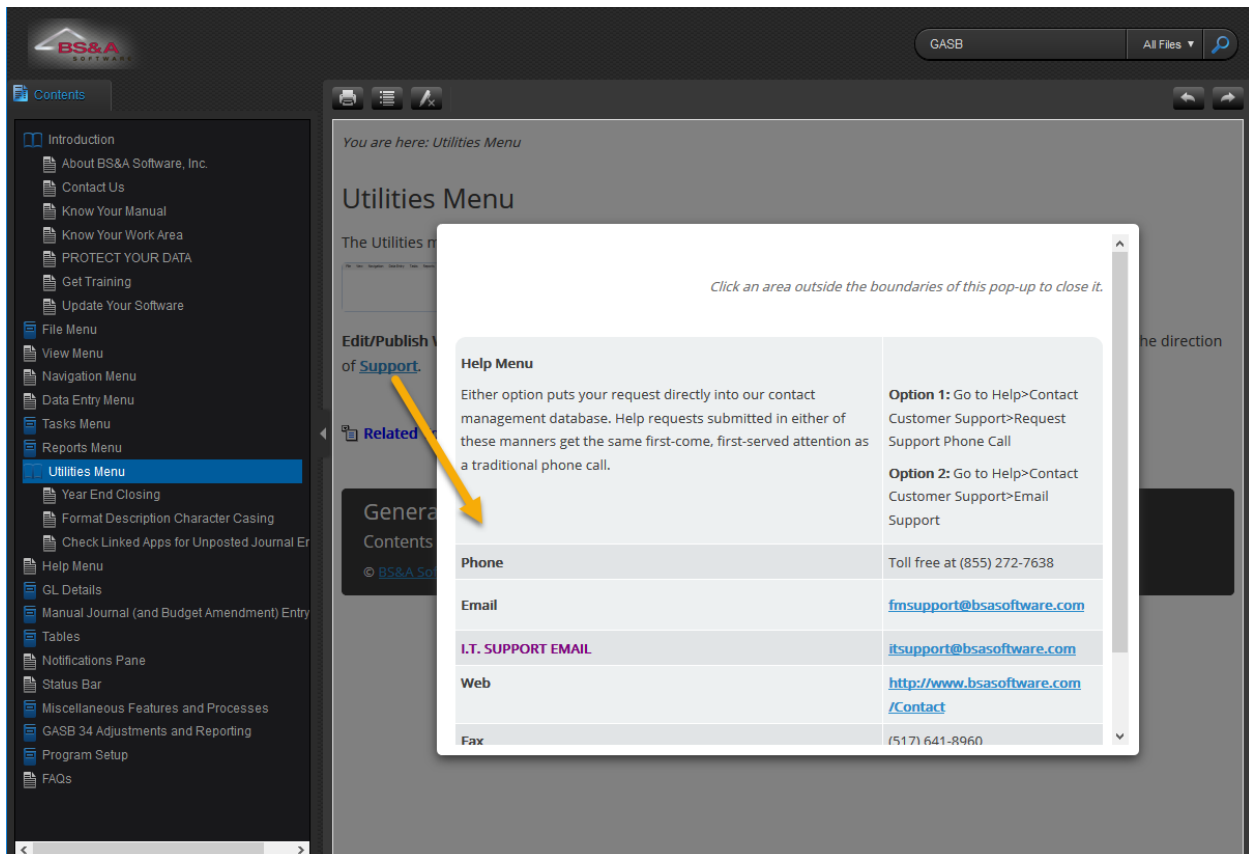 BS&A
SOFTWARE
GASB
All Files
Contents
Introduction
About BS&A Software, Inc.
Contact Us
Know Your Manual
Know Your Work Area
PROTECT YOUR DATA
Get Training
Update Your Software
File Menu
View Menu
Navigation Menu
Data Entry Menu
Tasks Menu
Reports Menu
Utilities Menu
Year End Closing
Format Description Character Casing
Check Linked Apps for Unposted Journal Er
Help Menu
GL Details
Manual Journal (and Budget Amendment) Entry
Tables
Notifications Pane
Status Bar
Miscellaneous Features and Processes
GASB 34 Adjustments and Reporting
Program Setup
FAQs
You are here: Utilities Menu
Utilities Menu
The Utilities m
Edit/Publish
he direction
of Support.
Related
Genera
Contents
© BS&A Sof
Click an area outside the boundaries of this pop-up to close it.
Help Menu
Either option puts your request directly into our contact
management database. Help requests submitted in either of
these manners get the same first-come, first-served attention as
a traditional phone call.
Option 1: Go to Help>Contact
Customer Support>Request
Support Phone Call
Option 2: Go to Help>Contact
Customer Support>Email
Support
Phone
Toll free at (855) 272-7638
Email
fmsupport@bsasoftware.com
I.T. SUPPORT EMAIL
itsupport@bsasoftware.com
Web
http://www.bsasoftware.com
/Contact
Fax
(517) 641-8960